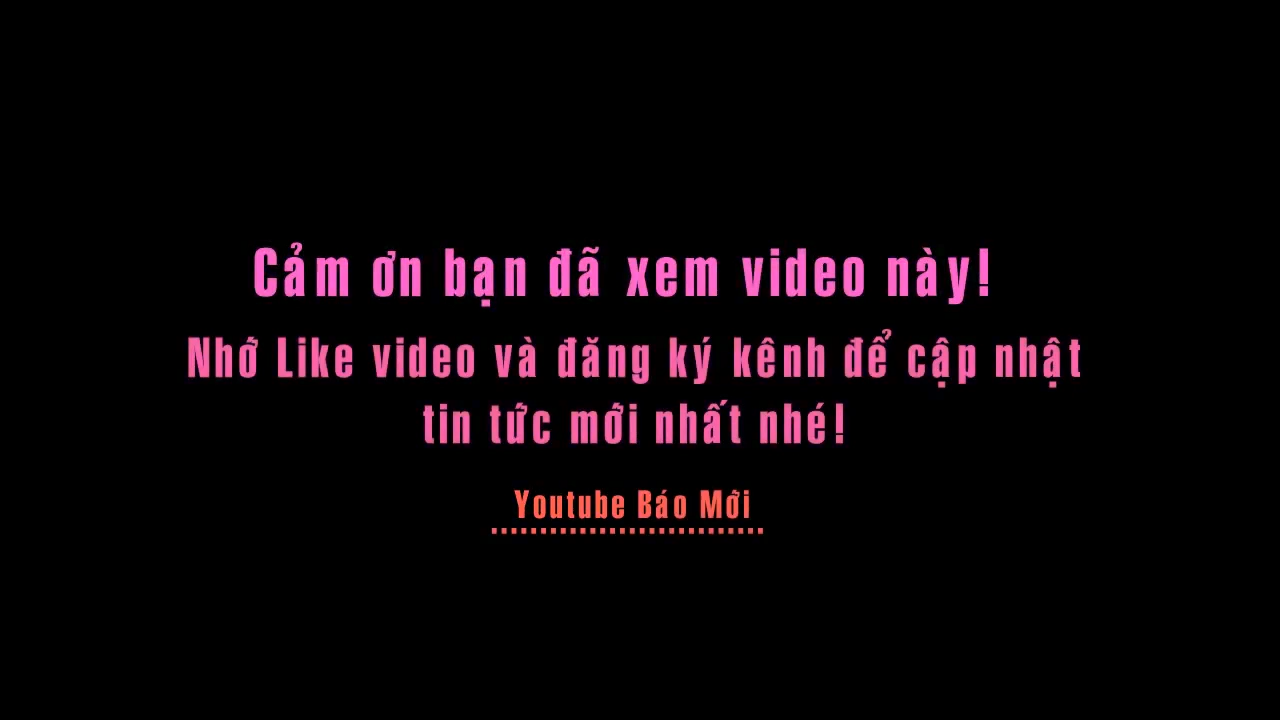 Cảm ơn bạn đã xem video này!
Nhớ Like video và đăng ký kênh để cập nhật
tin tức mới nhất nhé!
Youtube Báo Mới